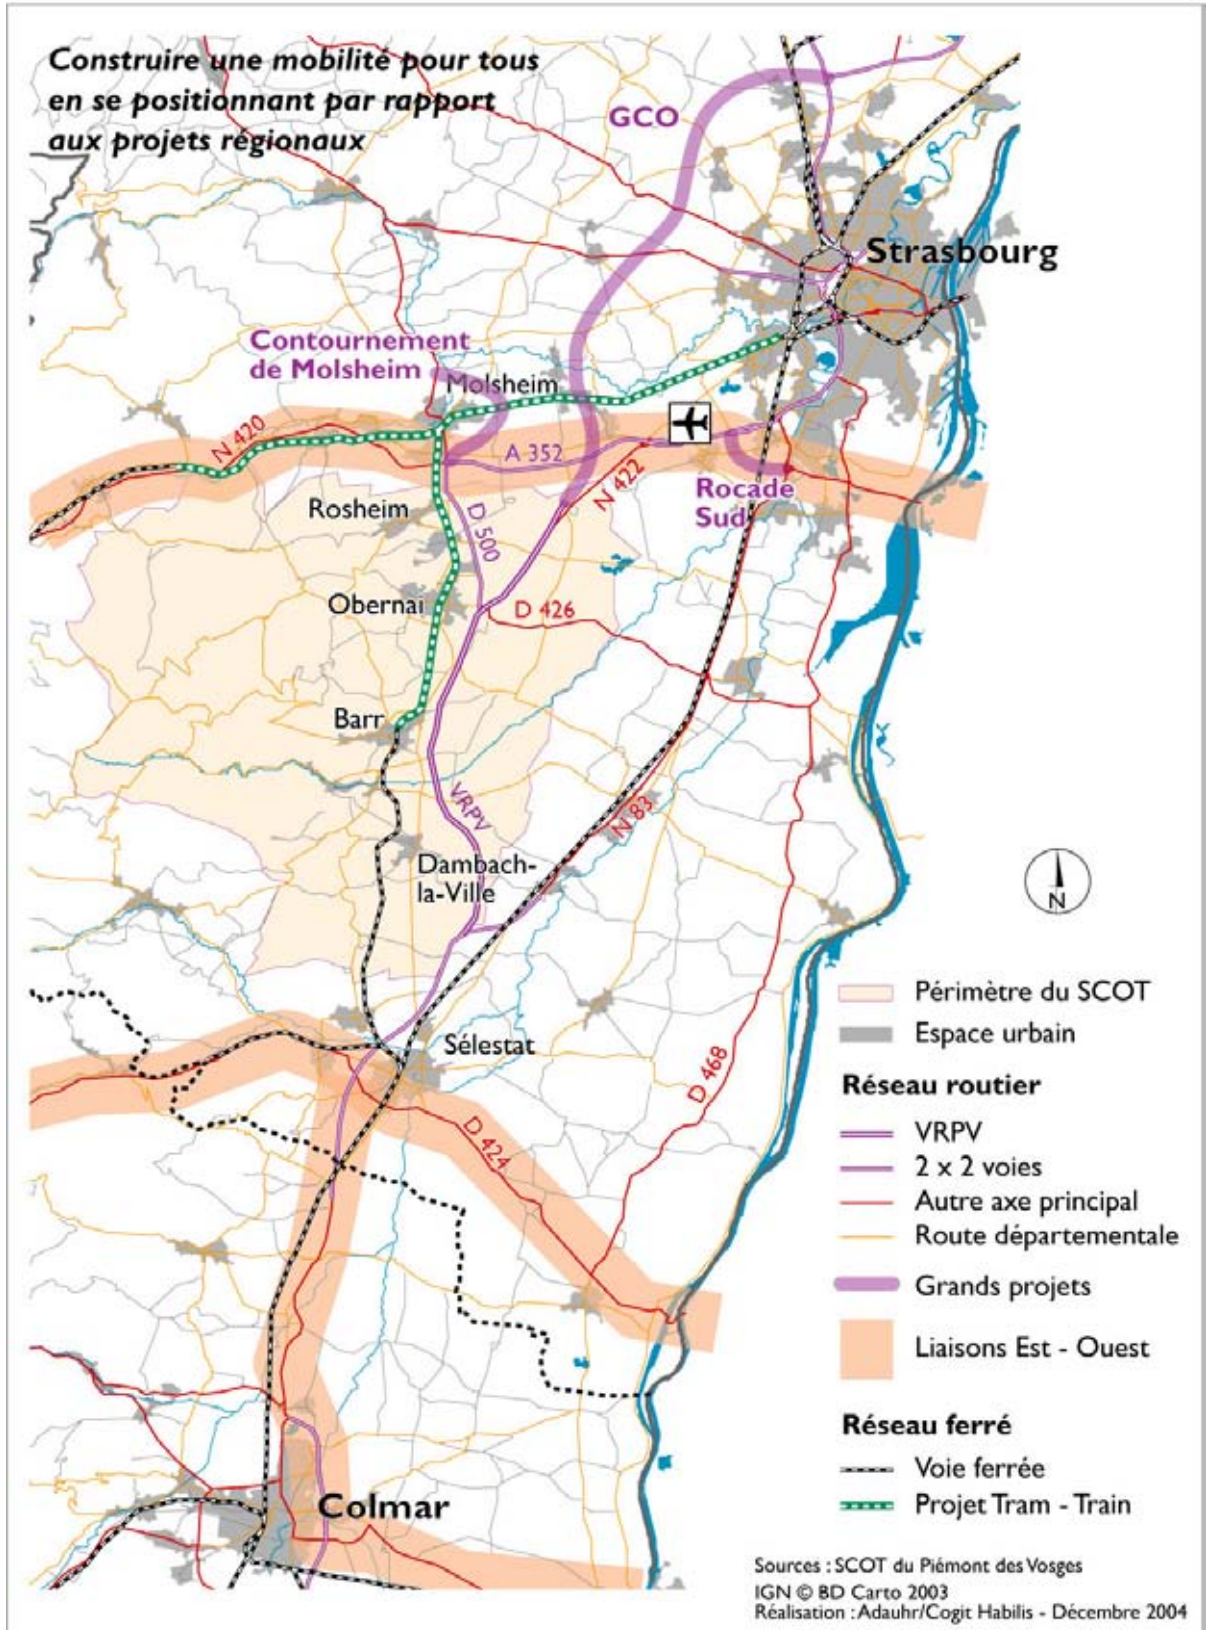 Construire une mobilité pour tous
en se positionnant par rapport
aux projets régionaux
GCO
Strasbourg
Contournement
de Molsheim
Molsheim
N 420
A 352
N 422
Rocade
Sud
Rosheim
D 500
Obernai
D 426
Barr
VRPV
N 83
Dambach-
la-Ville
N
Sélestat
D 468
D 424
Colmar
Périmètre du SCOT
Espace urbain
Réseau routier
VRPV
2 x 2 voies
Autre axe principal
Route départementale
Grands projets
Liaisons Est - Ouest
Réseau ferré
Voie ferrée
Projet Tram - Train
Sources : SCOT du Piémont des Vosges
IGN © BD Carto 2003
Réalisation : Adauhr/Cogit Habilis - Décembre 2004